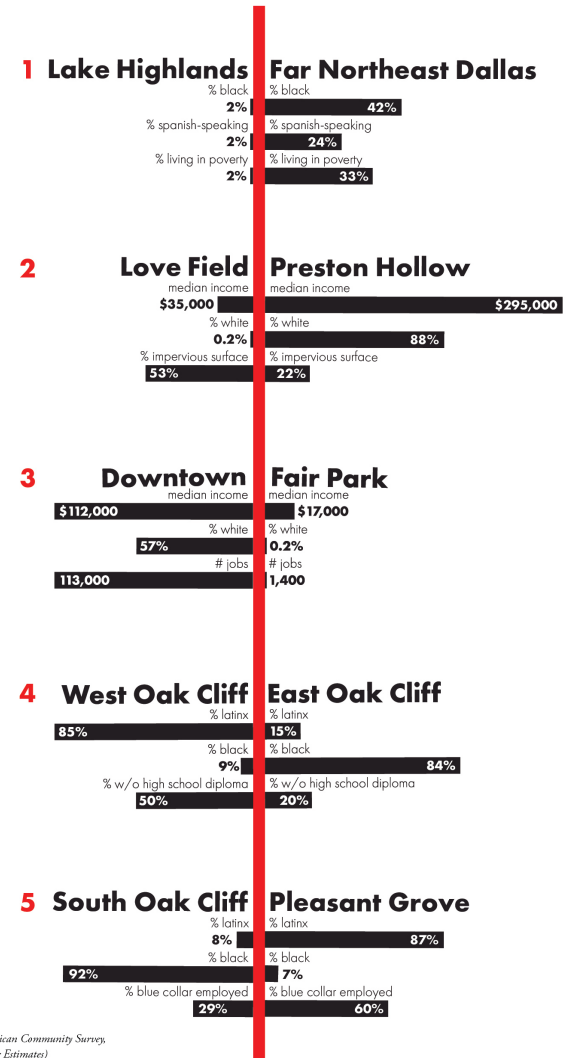 1 Lake Highlands Far Northeast Dallas
% black % black
2% 42%
% spanish-speaking % spanish-speaking
2% 24%
% living in poverty % living in poverty
2% 33%
2 Love Field Preston Hollow
median income median income
$35,000 $295,000
% white % white
0.2% 88%
% impervious surface % impervious surface
53% 22%
3 Downtown Fair Park
median income median income
$112,000 $17,000
% white % white
57% 0.2%
# jobs # jobs
113,000 1,400
4 West Oak Cliff East Oak Cliff
% latinx % latinx
85% 15%
% black % black
9% 84%
% w/o high school diploma % w/o high school diploma
50% 20%
5 South Oak Cliff Pleasant Grove
% latinx % latinx
8% 87%
% black % black
92% 7%
% blue collar employed % blue collar employed
29% 60%
ican Community Survey,
Estimates)